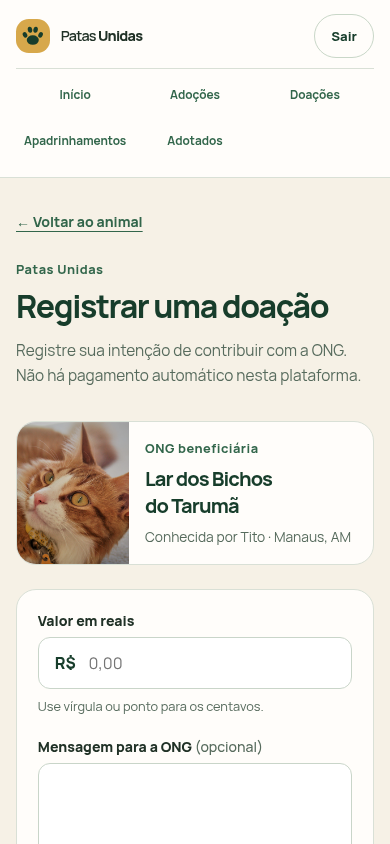 Patas Unidas
Sair
Início
Adoções
Doações
Apadrinhamentos
Adotados
← Voltar ao animal
Patas Unidas
Registrar uma doação
Registre sua intenção de contribuir com a ONG.
Não há pagamento automático nesta plataforma.
ONG beneficiária
Lar dos Bichos
do Tarumã
Conhecida por Tito · Manaus, AM
Valor em reais
R$ 0,00
Use vírgula ou ponto para os centavos.
Mensagem para a ONG (opcional)